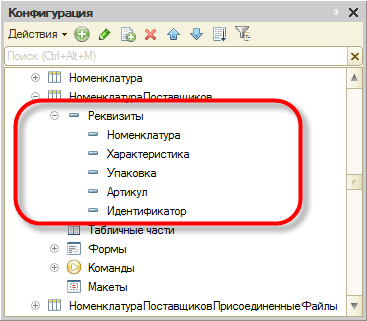 Конфигурация
Действия
Поиск (Ctrl+Alt+M)
Номенклатура
НоменклатураПоставщиков
Реквизиты
Номенклатура
Характеристика
Упаковка
Артикул
Идентификатор
Табличные части
Формы
Команды
Макеты
НоменклатураПоставщиковПрисоединенныеФайлы